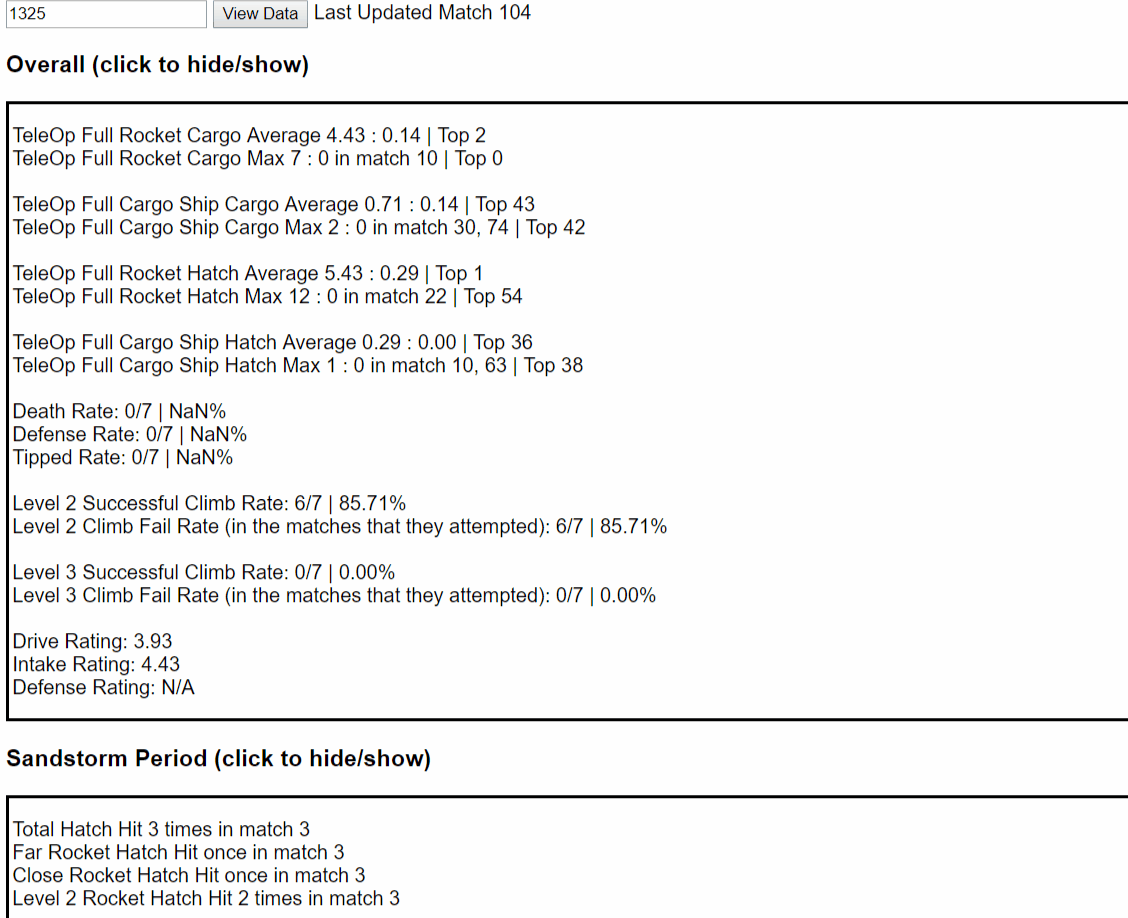 1325 View Data Last Updated Match 104
Overall (click to hide/show)
TeleOp Full Rocket Cargo Average 4.43 : 0.14 | Top 2
TeleOp Full Rocket Cargo Max 7 : 0 in match 10 | Top 0
TeleOp Full Cargo Ship Cargo Average 0.71 : 0.14 | Top 43
TeleOp Full Cargo Ship Cargo Max 2 : 0 in match 30, 74 | Top 42
TeleOp Full Rocket Hatch Average 5.43 : 0.29 | Top 1
TeleOp Full Rocket Hatch Max 12 : 0 in match 22 | Top 54
TeleOp Full Cargo Ship Hatch Average 0.29 : 0.00 | Top 36
TeleOp Full Cargo Ship Hatch Max 1 : 0 in match 10, 63 | Top 38
Death Rate: 0/7 | NaN%
Defense Rate: 0/7 | NaN%
Tipped Rate: 0/7 | NaN%
Level 2 Successful Climb Rate: 6/7 | 85.71%
Level 2 Climb Fail Rate (in the matches that they attempted): 6/7 | 85.71%
Level 3 Successful Climb Rate: 0/7 | 0.00%
Level 3 Climb Fail Rate (in the matches that they attempted): 0/7 | 0.00%
Drive Rating: 3.93
Intake Rating: 4.43
Defense Rating: N/A
Sandstorm Period (click to hide/show)
Total Hatch Hit 3 times in match 3
Far Rocket Hatch Hit once in match 3
Close Rocket Hatch Hit once in match 3
Level 2 Rocket Hatch Hit 2 times in match 3